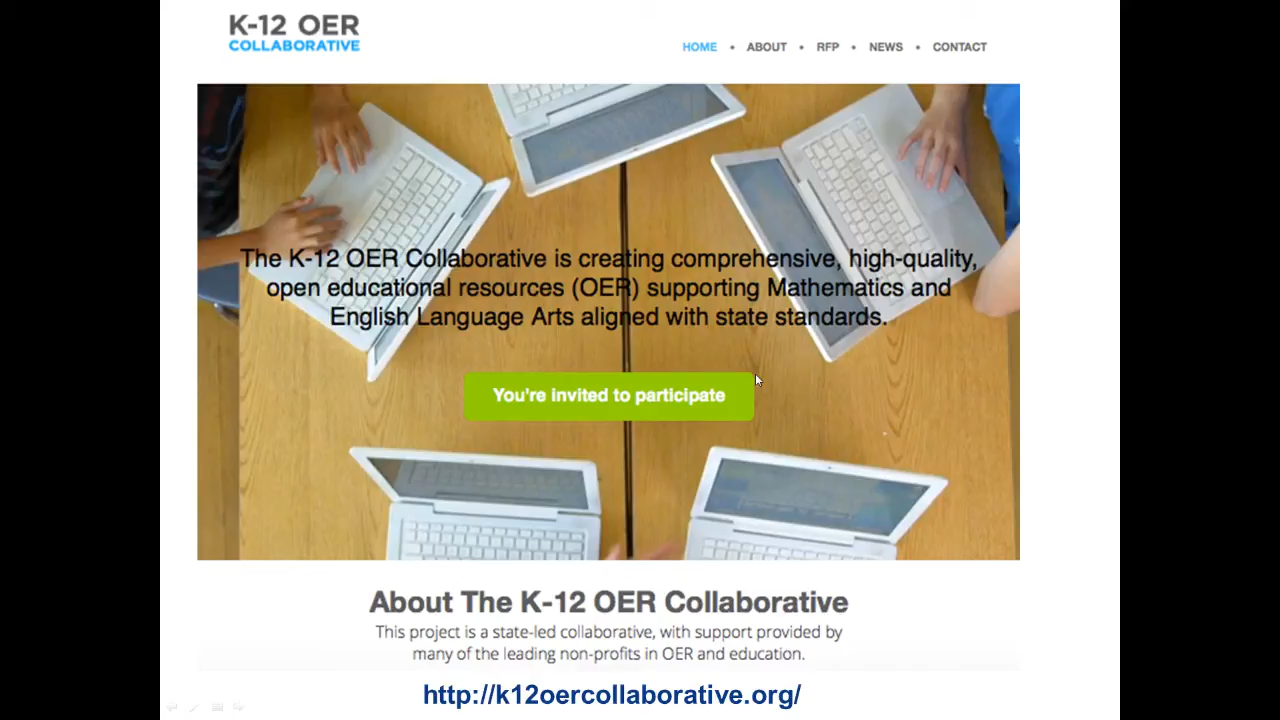 K-12 OER
COLLABORATIVE
HOME • ABOUT • RFP • NEWS • CONTACT
The K-12 OER Collaborative is creating comprehensive, high-quality,
open educational resources (OER) supporting Mathematics and
English Language Arts aligned with state standards.
You're invited to participate
About The K-12 OER Collaborative
This project is a state-led collaborative, with support provided by
many of the leading non-profits in OER and education.
http://k12oercollaborative.org/